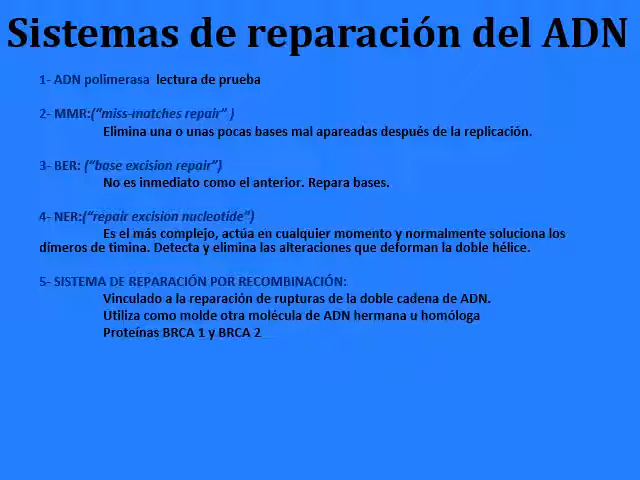 Sistemas de reparación del ADN
1- ADN polimerasa lectura de prueba
2- MMR:(“miss-matches repair” )
Elimina una o unas pocas bases mal apareadas después de la replicación.
3- BER: (“base excision repair”)
No es inmediato como el anterior. Repara bases.
4- NER:(“repair excision nucleotide”)
Es el más complejo, actúa en cualquier momento y normalmente soluciona los
dímeros de timina. Detecta y elimina las alteraciones que deforman la doble hélice.
5- SISTEMA DE REPARACIÓN POR RECOMBINACIÓN:
Vinculado a la reparación de rupturas de la doble cadena de ADN.
Utiliza como molde otra molécula de ADN hermana u homóloga
Proteínas BRCA 1 y BRCA 2